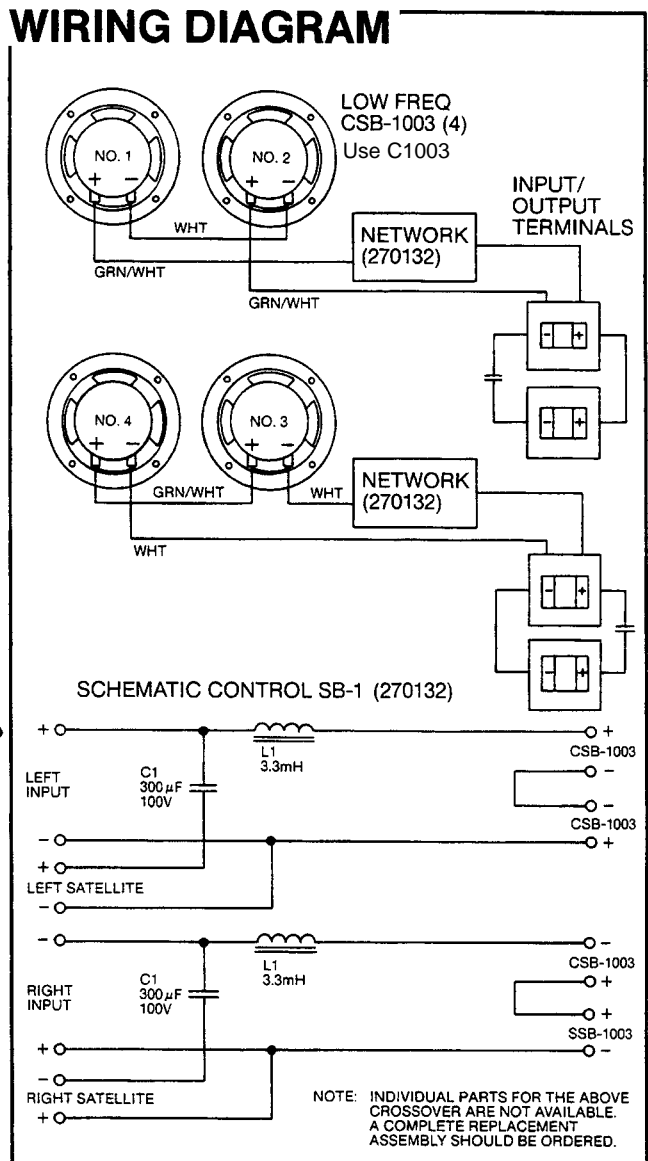 WIRING DIAGRAM
LOW FREQ
CSB-1003 (4)
Use C1003
NO. 1
+ −
NO. 2
+ −
INPUT/
OUTPUT
TERMINALS
WHT
NETWORK
(270132)
GRN/WHT
GRN/WHT
- +
- +
NO. 4
+ −
NO. 3
+ −
GRN/WHT
WHT
NETWORK
(270132)
WHT
- +
- +
SCHEMATIC CONTROL SB-1 (270132)
+
+
CSB-1003
L1
3.3mH
C1
300µF
100V
LEFT
INPUT
-
-
CSB-1003
-
+
+
LEFT SATELLITE
-
-
-
CSB-1003
L1
3.3mH
C1
300µF
100V
RIGHT
INPUT
+
+
SSB-1003
+
-
-
RIGHT SATELLITE
+
NOTE: INDIVIDUAL PARTS FOR THE ABOVE
CROSSOVER ARE NOT AVAILABLE.
A COMPLETE REPLACEMENT
ASSEMBLY SHOULD BE ORDERED.